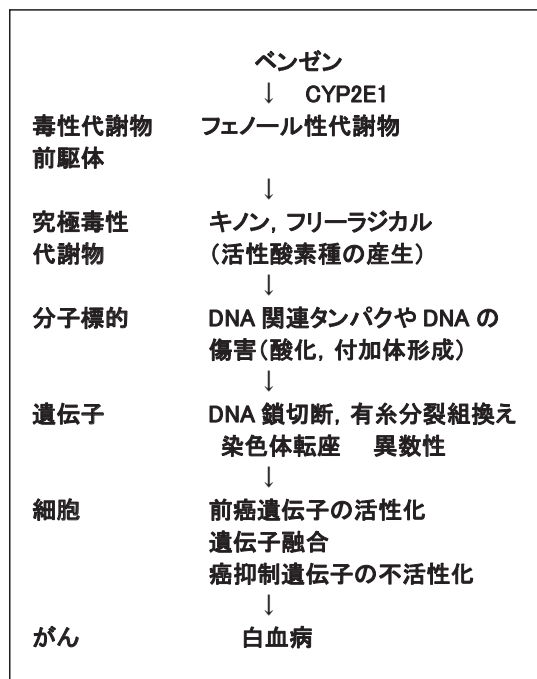 ベンゼン
↓ CYP2E1
毒性代謝物 フェノール性代謝物
前駆体
↓
究極毒性 キノン，フリーラジカル
代謝物 （活性酸素種の産生）
↓
分子標的 DNA 関連タンパクや DNA の
傷害（酸化，付加体形成）
↓
遺伝子 DNA 鎖切断，有糸分裂組換え
染色体転座 異数性
↓
細胞 前癌遺伝子の活性化
遺伝子融合
癌抑制遺伝子の不活性化
↓
がん 白血病